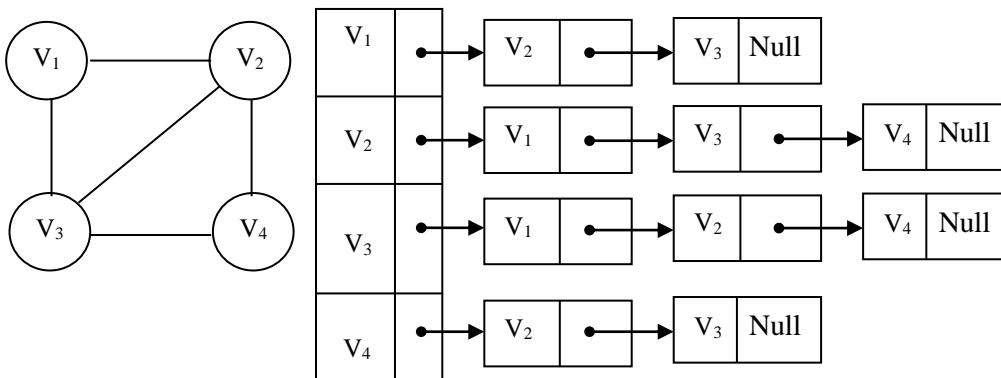 V₁ V₂
V₃ V₄
V₁ V₂ V₃ Null
V₂ V₁ V₃ V₄ Null
V₃ V₁ V₂ V₄ Null
V₄ V₂ V₃ Null